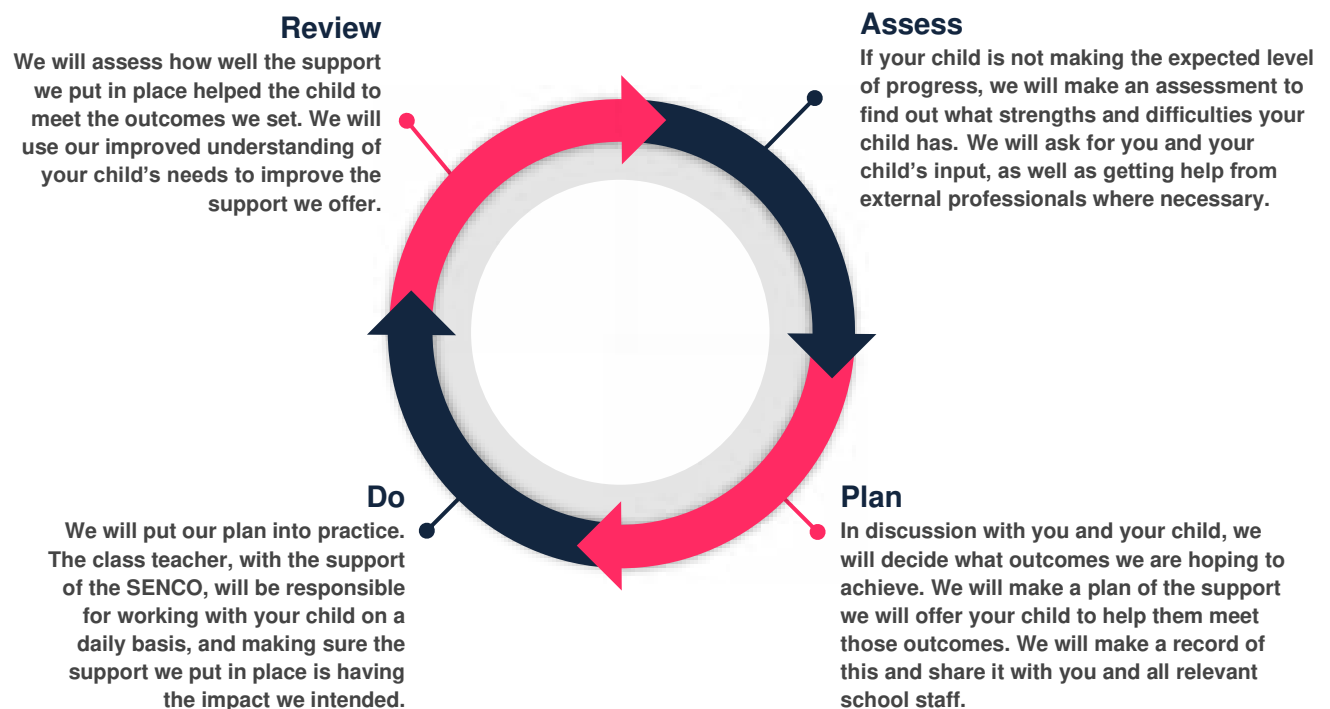 Review
We will assess how well the support
we put in place helped the child to
meet the outcomes we set. We will
use our improved understanding of
your child’s needs to improve the
support we offer.
Assess
If your child is not making the expected level
of progress, we will make an assessment to
find out what strengths and difficulties your
child has. We will ask for you and your
child’s input, as well as getting help from
external professionals where necessary.
Do
We will put our plan into practice.
The class teacher, with the support
of the SENCO, will be responsible
for working with your child on a
daily basis, and making sure the
support we put in place is having
the impact we intended.
Plan
In discussion with you and your child, we
will decide what outcomes we are hoping to
achieve. We will make a plan of the support
we will offer your child to help them meet
those outcomes. We will make a record of
this and share it with you and all relevant
school staff.